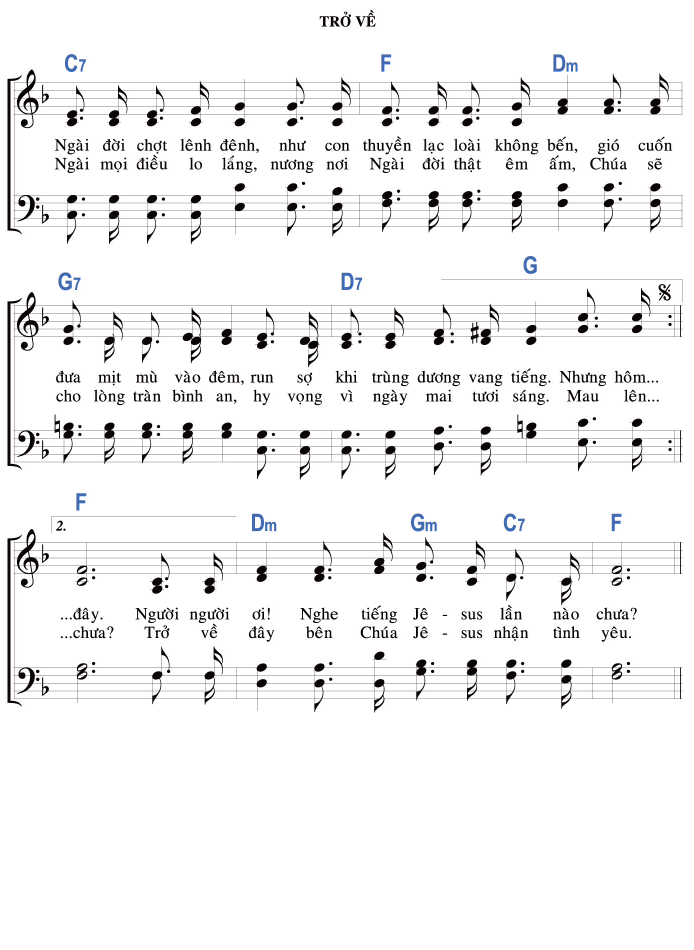 TRỞ VỀ
C7 F Dm
Ngài đời chợt lênh đênh, như con thuyền lạc loài không bến, gió cuốn
Ngài mọi điều lo láng, nương nơi Ngài đời thật êm ấm, Chúa sẽ
G7 D7 G
đưa mịt mù vào đêm, run sợ khi trùng dương vang tiếng. Nhưng hôm...
cho lòng tràn bình an, hy vọng vì ngày mai tươi sáng. Mau lên...
F
2. Dm Gm C7 F
...đây. Người người ơi! Nghe tiếng Jê - sus lần nào chưa?
...chưa? Trở về đây bên Chúa Jê - sus nhận tình yêu.